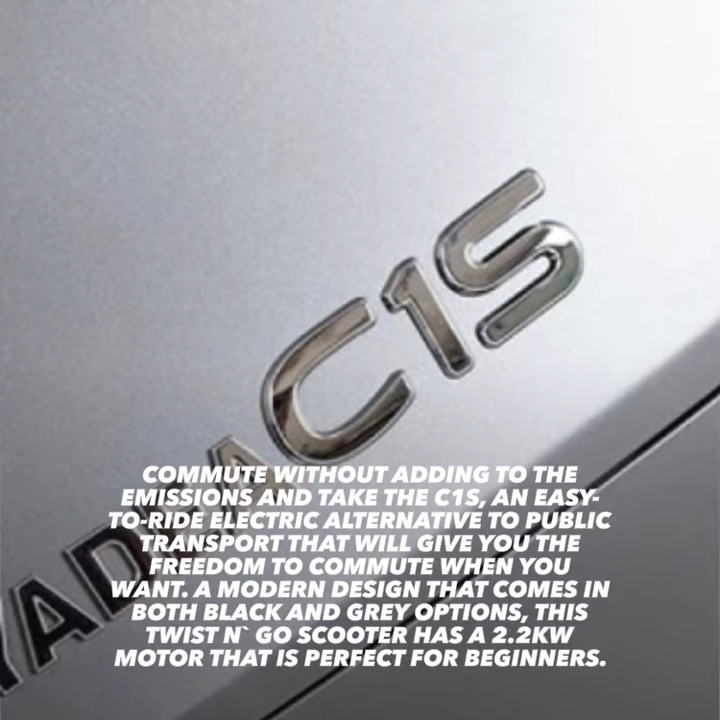 YADEA C1S
COMMUTE WITHOUT ADDING TO THE
EMISSIONS AND TAKE THE C1S, AN EASY-
TO-RIDE ELECTRIC ALTERNATIVE TO PUBLIC
TRANSPORT THAT WILL GIVE YOU THE
FREEDOM TO COMMUTE WHEN YOU
WANT. A MODERN DESIGN THAT COMES IN
BOTH BLACK AND GREY OPTIONS, THIS
TWIST N` GO SCOOTER HAS A 2.2KW
MOTOR THAT IS PERFECT FOR BEGINNERS.